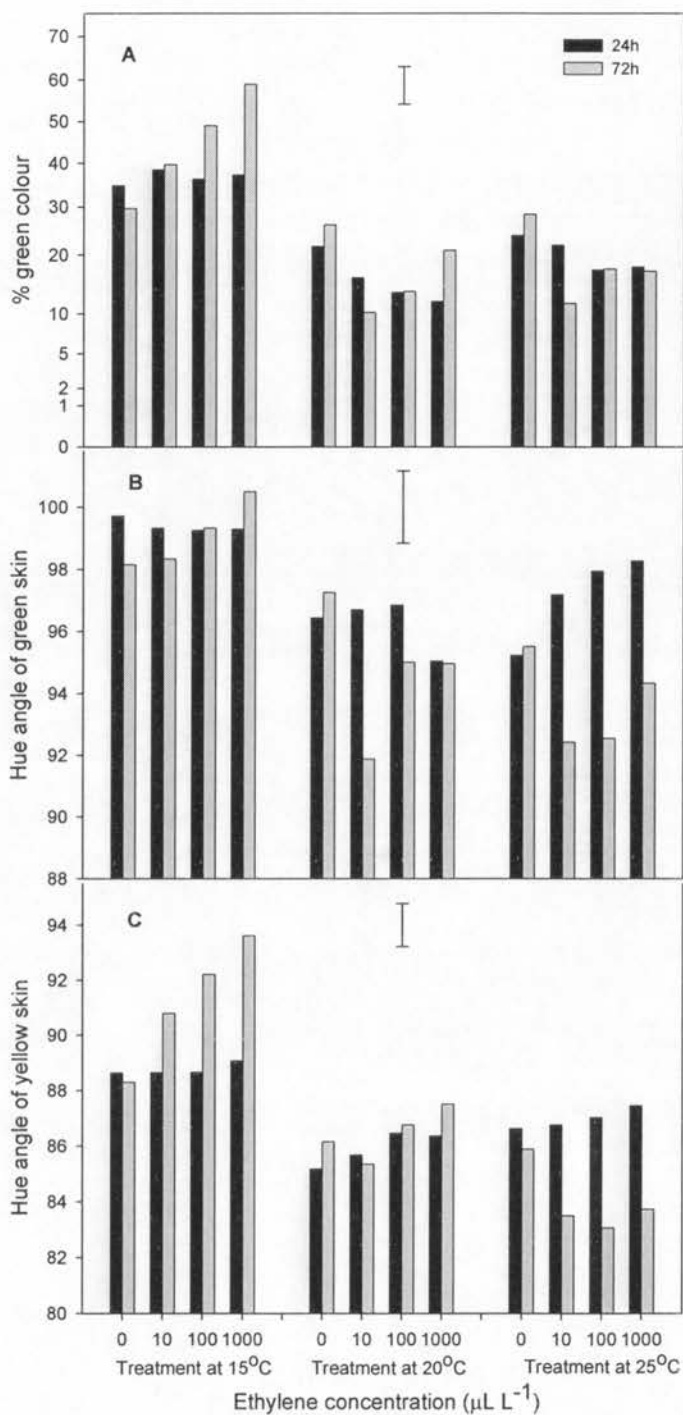 A
24h
72h
% green colour
70
60
50
40
30
20
10
5
2
1
0
B
Hue angle of green skin
100
98
96
94
92
90
88
C
Hue angle of yellow skin
94
92
90
88
86
84
82
80
0 10 100 1000 0 10 100 1000 0 10 100 1000
Treatment at 15°C Treatment at 20°C Treatment at 25°C
Ethylene concentration (µL L⁻¹)